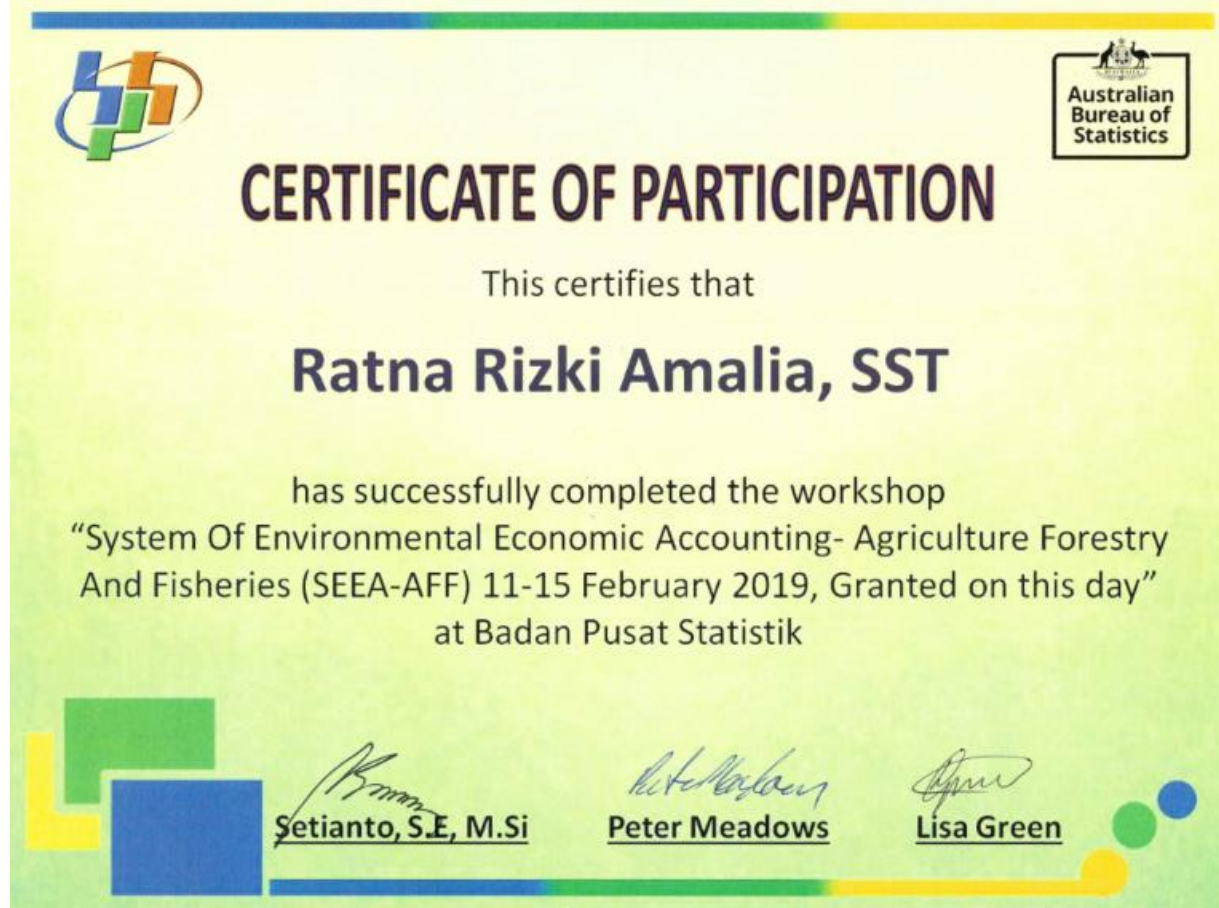 Australian
Bureau of
Statistics
CERTIFICATE OF PARTICIPATION
This certifies that
Ratna Rizki Amalia, SST
has successfully completed the workshop
“System Of Environmental Economic Accounting- Agriculture Forestry
And Fisheries (SEEA-AFF) 11-15 February 2019, Granted on this day”
at Badan Pusat Statistik
Setianto, S.E, M.Si Peter Meadows Lisa Green